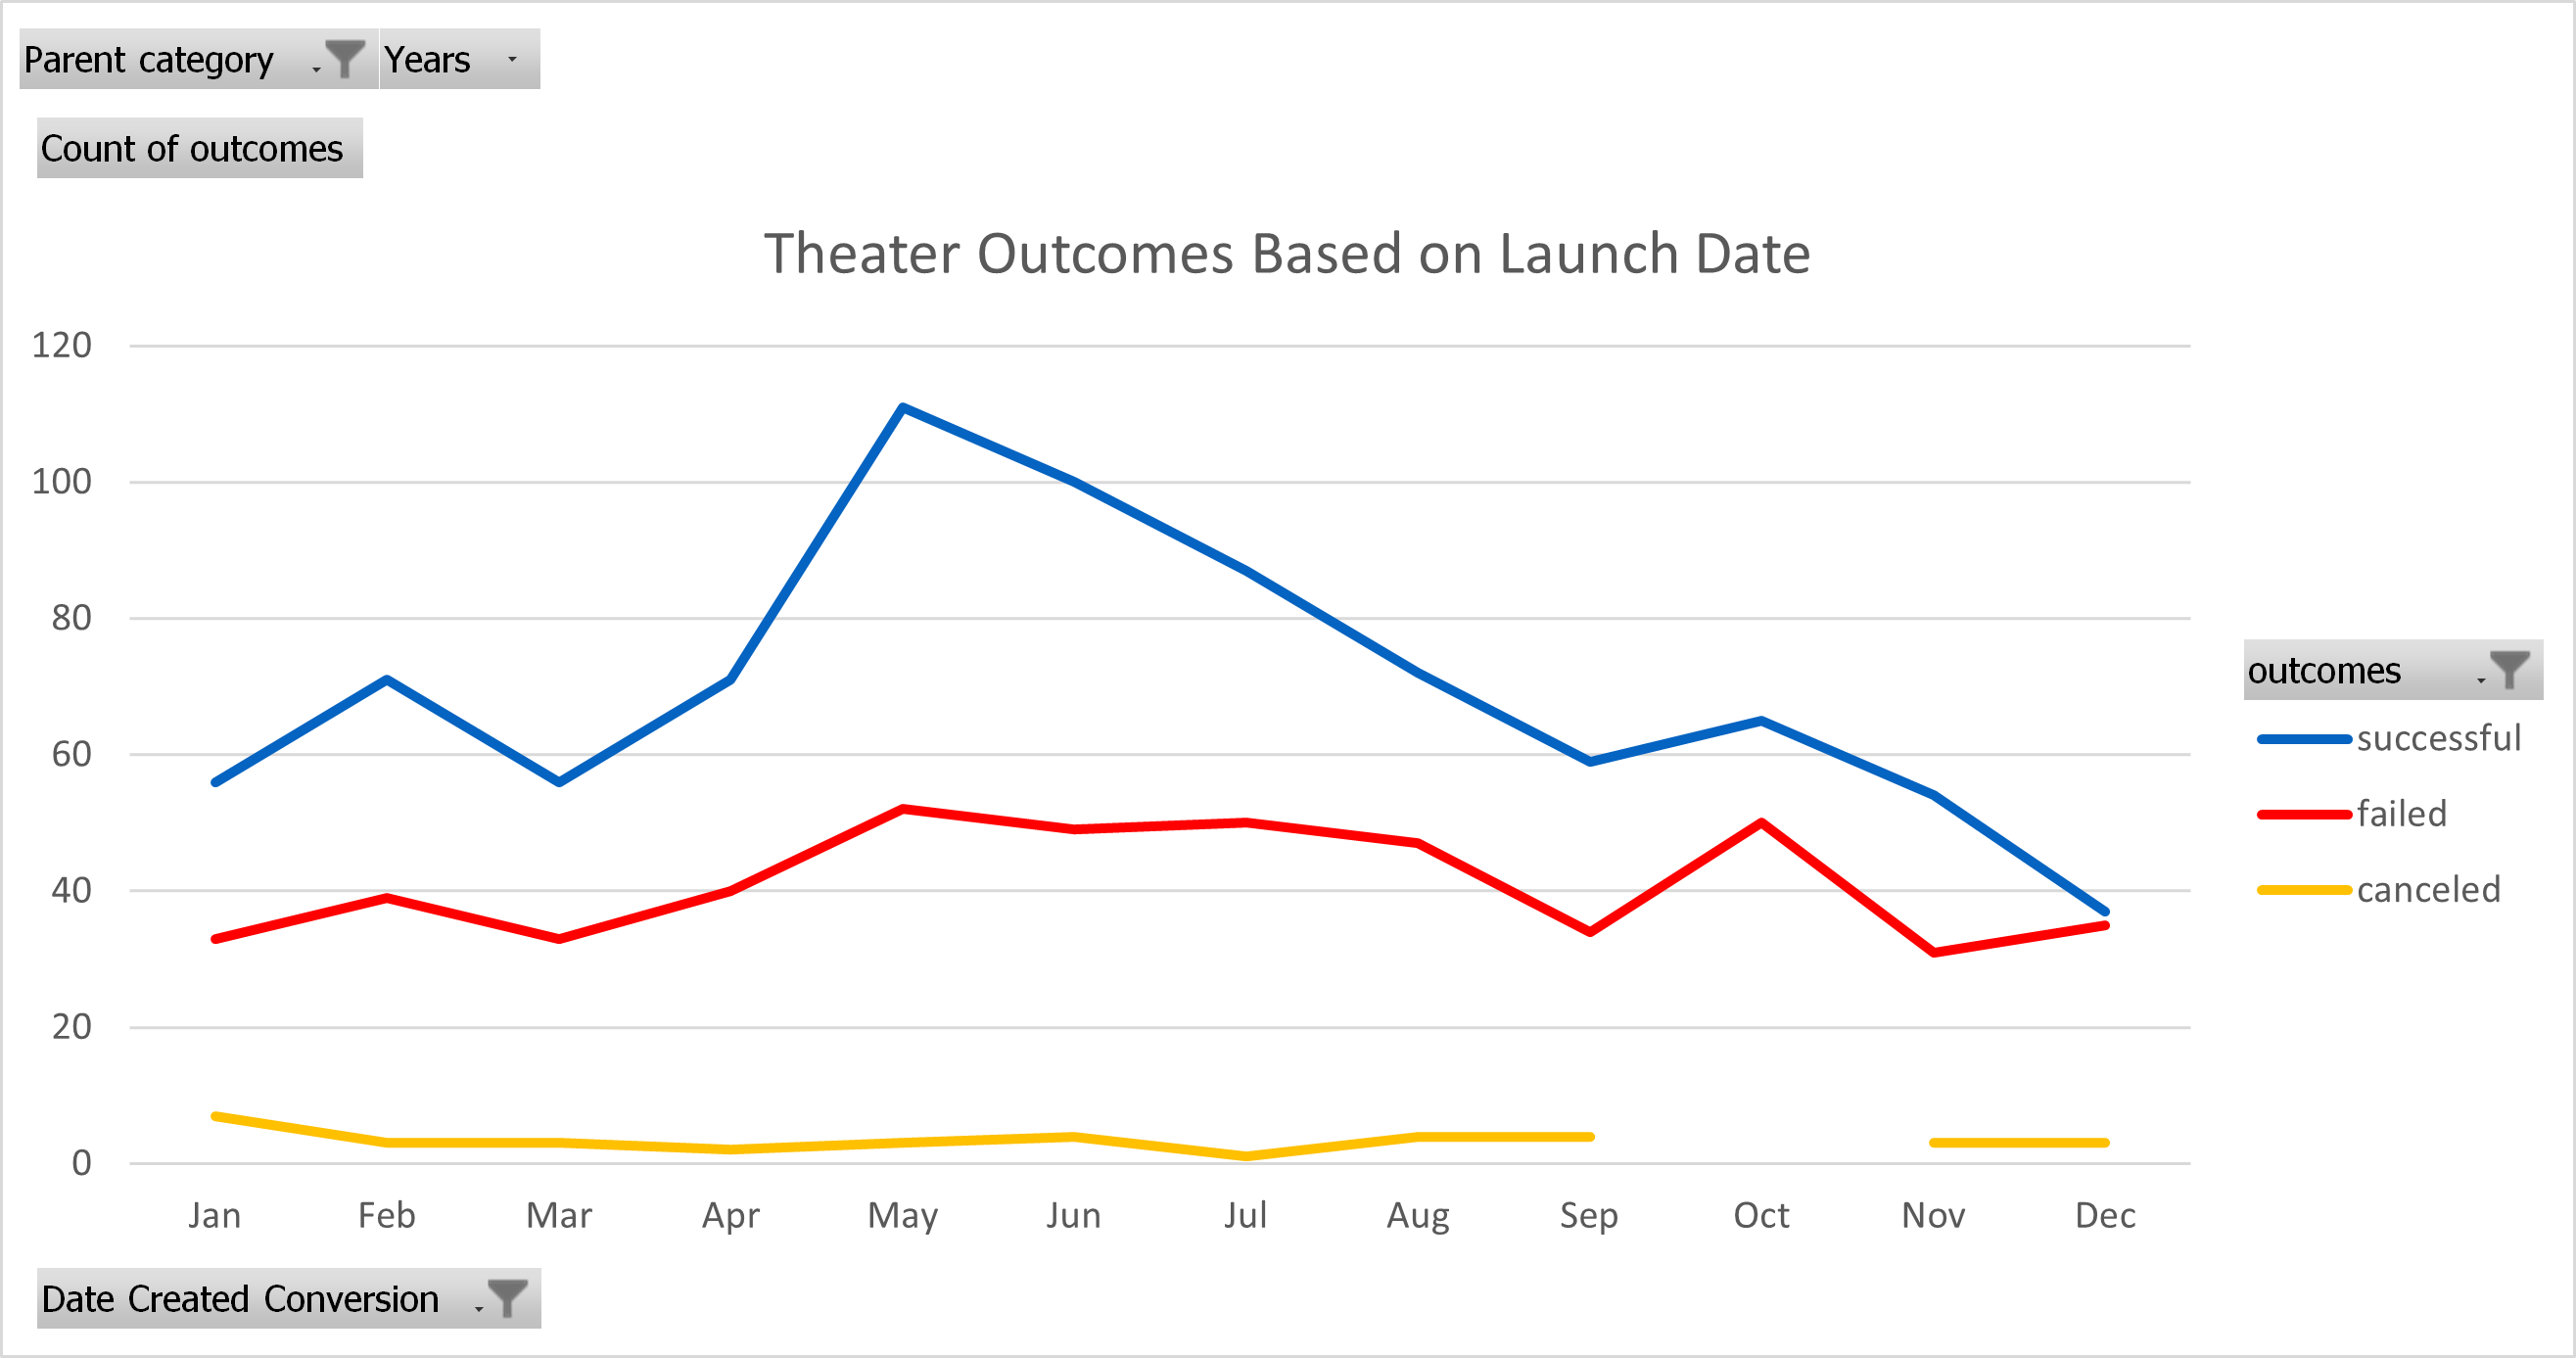 Parent category Years
Count of outcomes
Theater Outcomes Based on Launch Date
120
100
80
60
40
20
0
Jan Feb Mar Apr May Jun Jul Aug Sep Oct Nov Dec
outcomes
successful
failed
canceled
Date Created Conversion